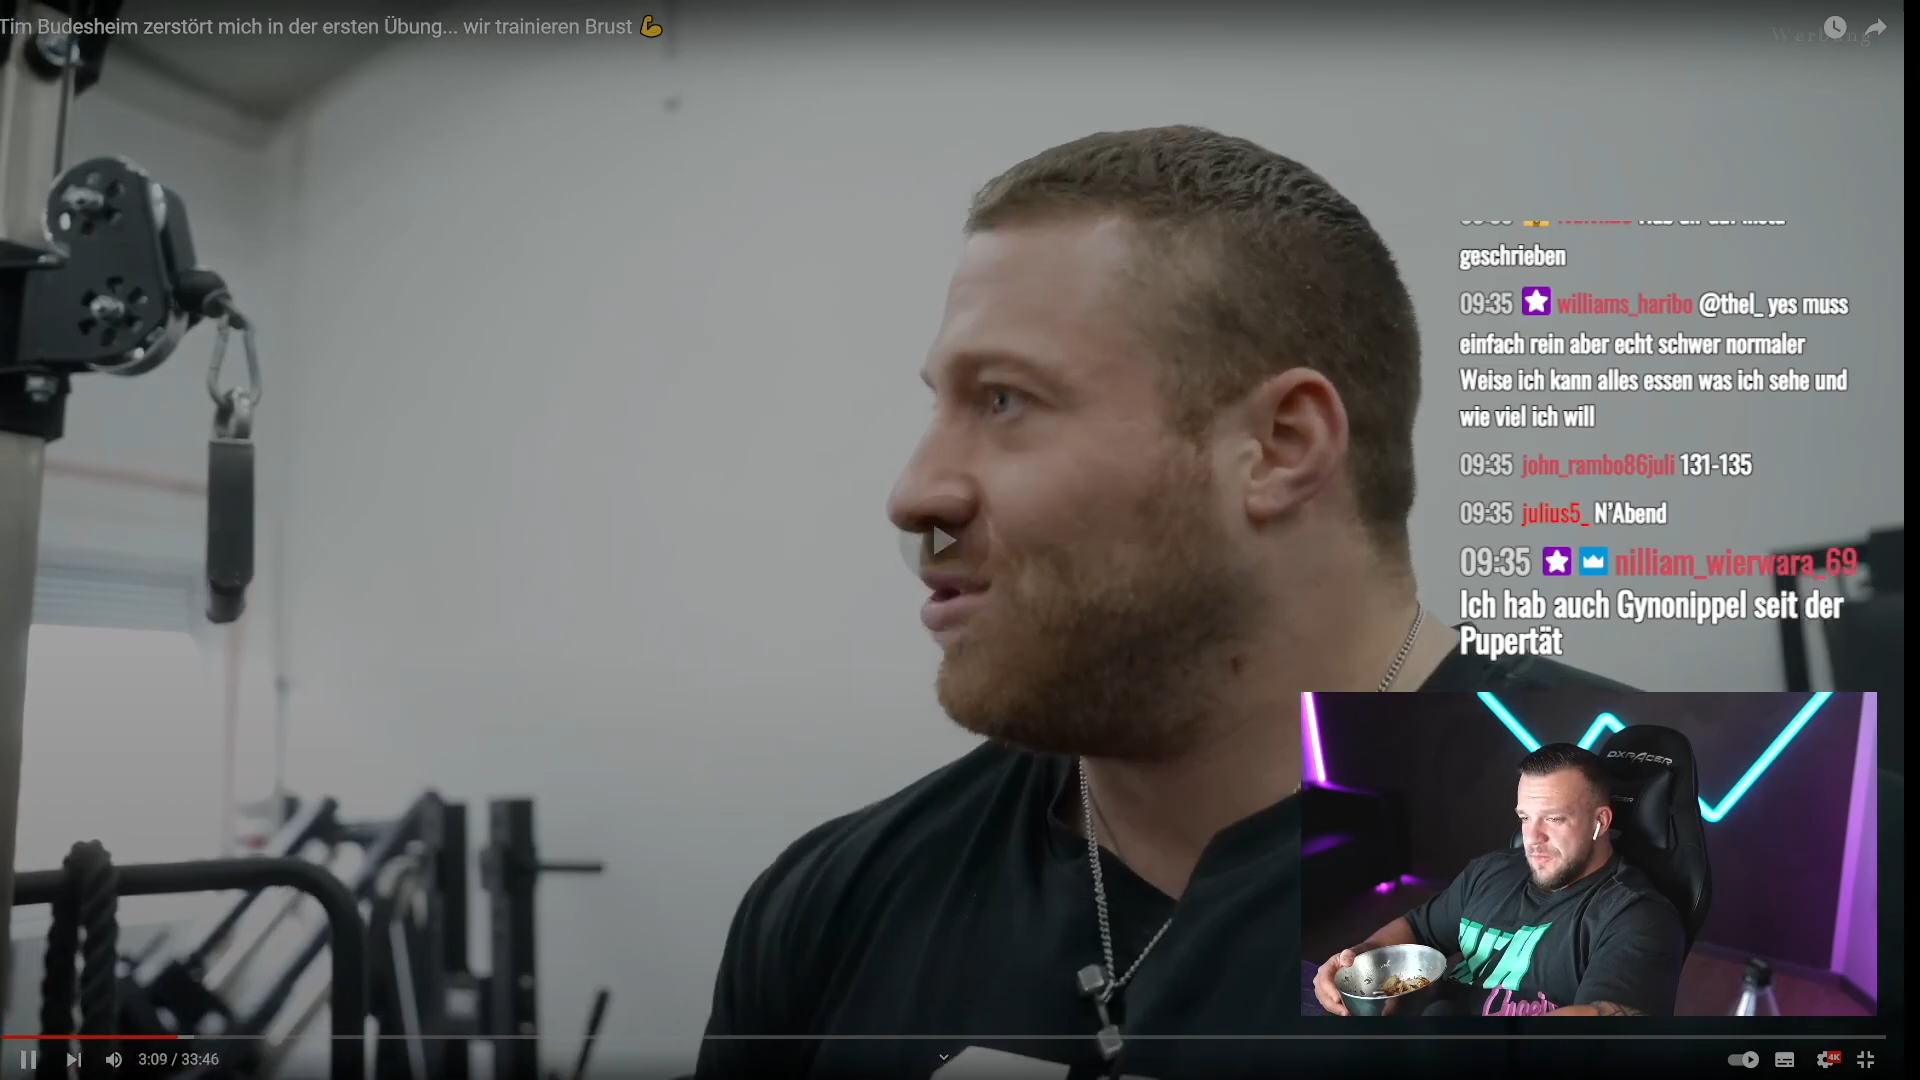 Tim Budesheim zerstört mich in der ersten Übung... wir trainieren Brust 💪
Werbung
geschrieben
09:35 williams_haribo @thel_ yes muss
einfach rein aber echt schwer normaler
Weise ich kann alles essen was ich sehe und
wie viel ich will
09:35 john_rambo86juli 131-135
09:35 julius5_ N'Abend
09:35 nilliam_wierwara_69
Ich hab auch Gynonippel seit der
Pupertät
DXRACER
3:09 / 33:46
4K